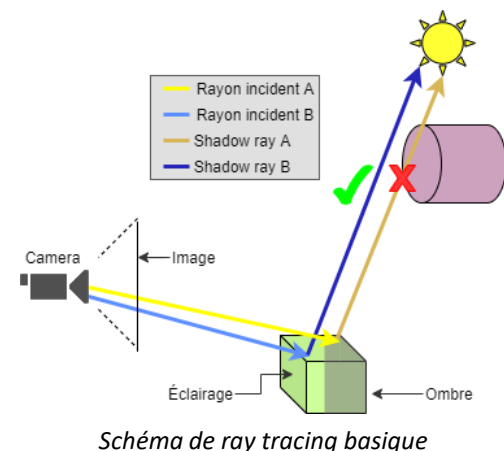 Rayon incident A
Rayon incident B
Shadow ray A
Shadow ray B
Camera
Image
Éclairage
Ombre
Schéma de ray tracing basique